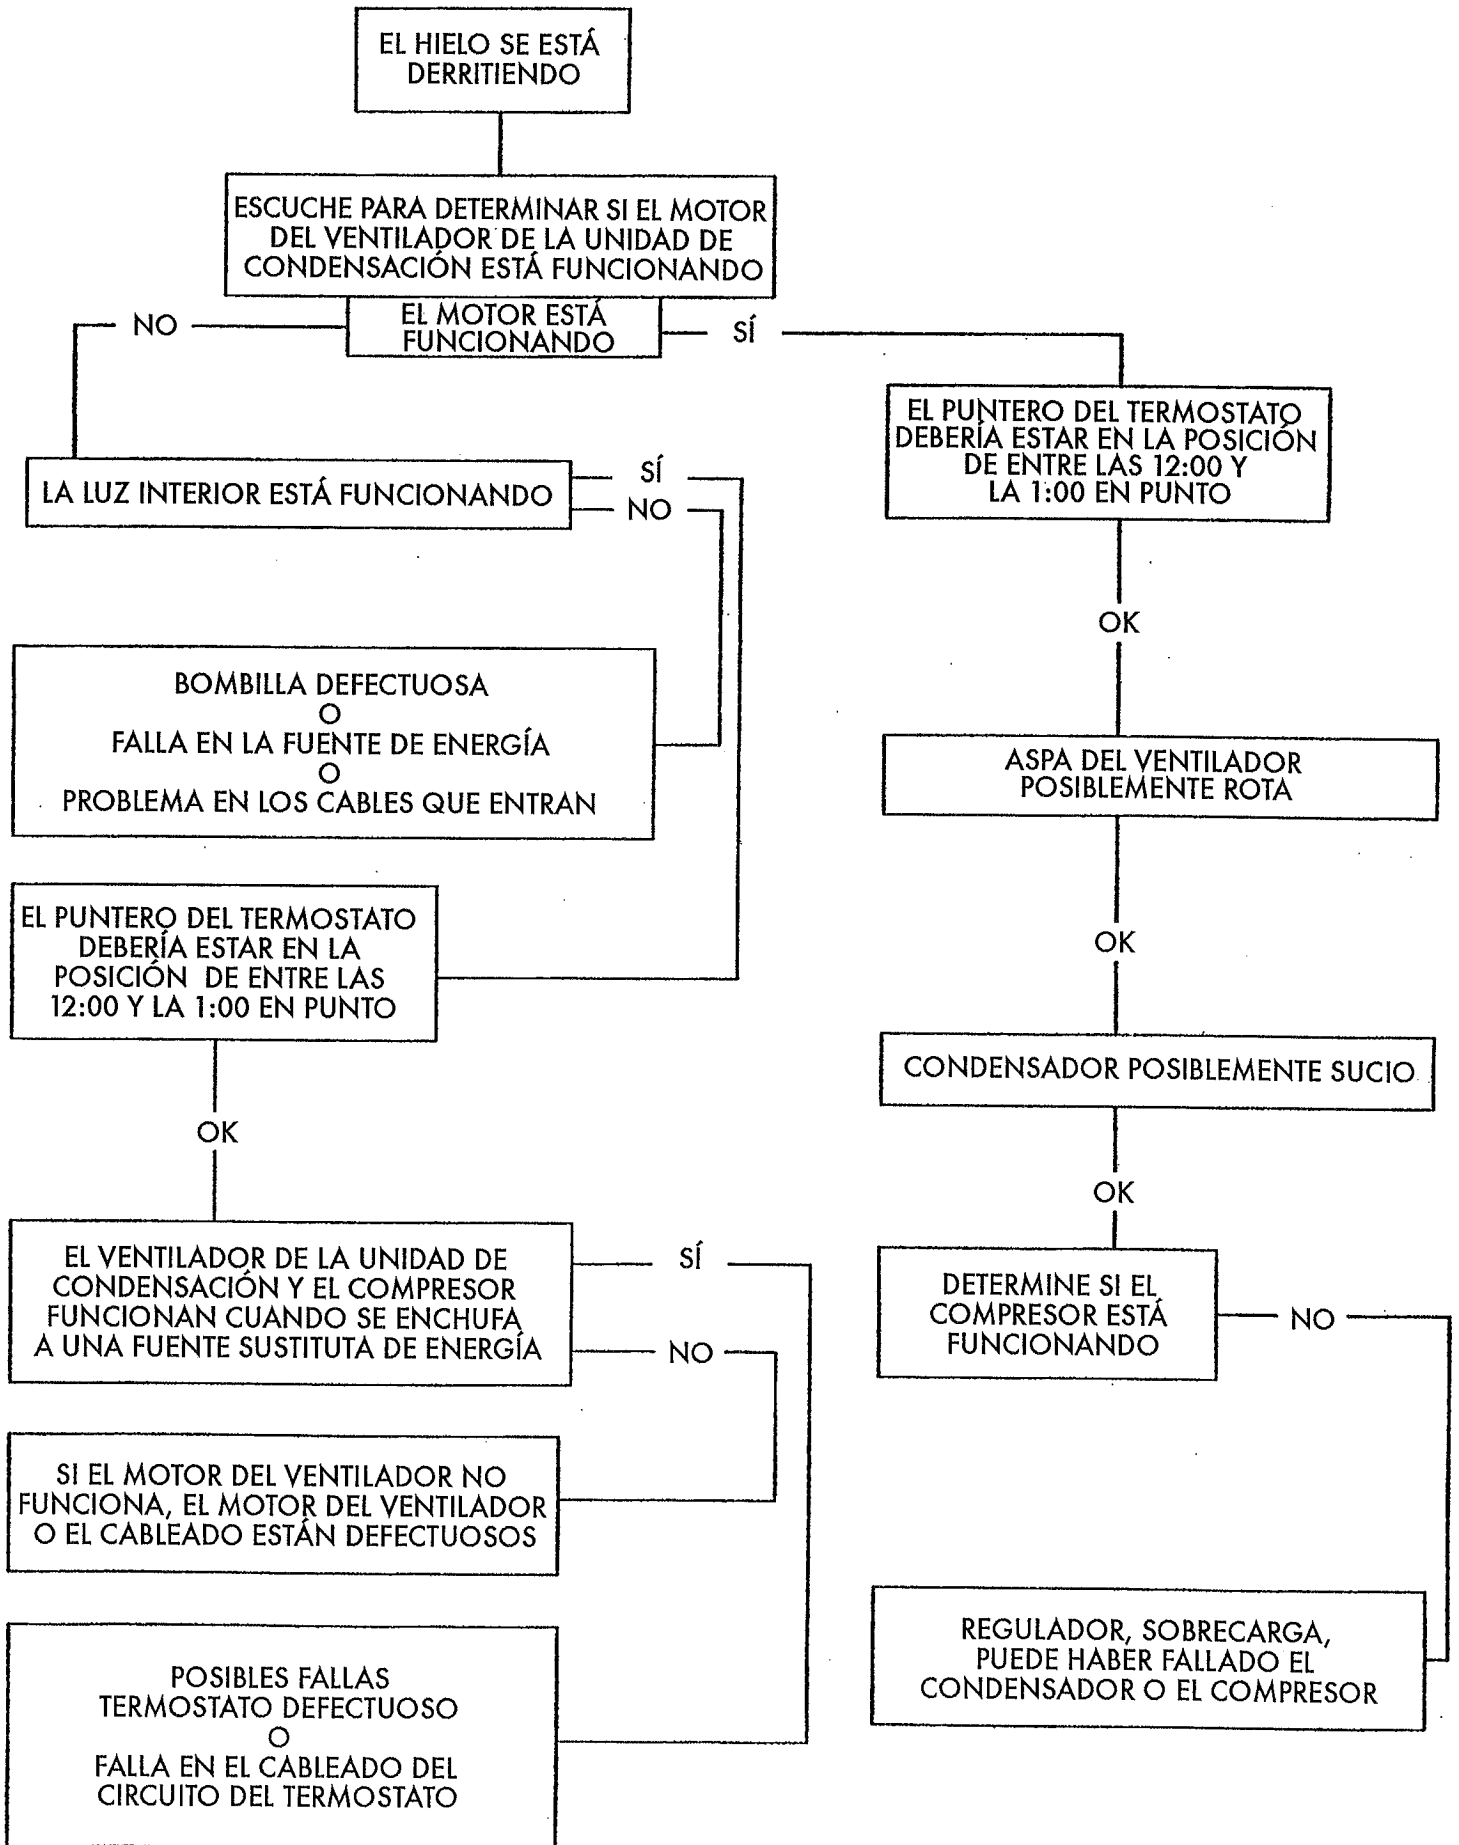 EL HIELO SE ESTÁ
DERRITIENDO
ESCUCHE PARA DETERMINAR SI EL MOTOR
DEL VENTILADOR DE LA UNIDAD DE
CONDENSACIÓN ESTÁ FUNCIONANDO
EL MOTOR ESTÁ
FUNCIONANDO
NO
SÍ
LA LUZ INTERIOR ESTÁ FUNCIONANDO
SÍ
NO
BOMBILLA DEFECTUOSA
O
FALLA EN LA FUENTE DE ENERGÍA
O
PROBLEMA EN LOS CABLES QUE ENTRAN
EL PUNTERO DEL TERMOSTATO
DEBERÍA ESTAR EN LA
POSICIÓN DE ENTRE LAS
12:00 Y LA 1:00 EN PUNTO
OK
EL VENTILADOR DE LA UNIDAD DE
CONDENSACIÓN Y EL COMPRESOR
FUNCIONAN CUANDO SE ENCHUFA
A UNA FUENTE SUSTITUTA DE ENERGÍA
SÍ
NO
SI EL MOTOR DEL VENTILADOR NO
FUNCIONA, EL MOTOR DEL VENTILADOR
O EL CABLEADO ESTÁN DEFECTUOSOS
POSIBLES FALLAS
TERMOSTATO DEFECTUOSO
O
FALLA EN EL CABLEADO DEL
CIRCUITO DEL TERMOSTATO
EL PUNTERO DEL TERMOSTATO
DEBERÍA ESTAR EN LA POSICIÓN
DE ENTRE LAS 12:00 Y
LA 1:00 EN PUNTO
OK
ASPA DEL VENTILADOR
POSIBLEMENTE ROTA
OK
CONDENSADOR POSIBLEMENTE SUCIO
OK
DETERMINE SI EL
COMPRESOR ESTÁ
FUNCIONANDO
NO
REGULADOR, SOBRECARGA,
PUEDE HABER FALLADO EL
CONDENSADOR O EL COMPRESOR